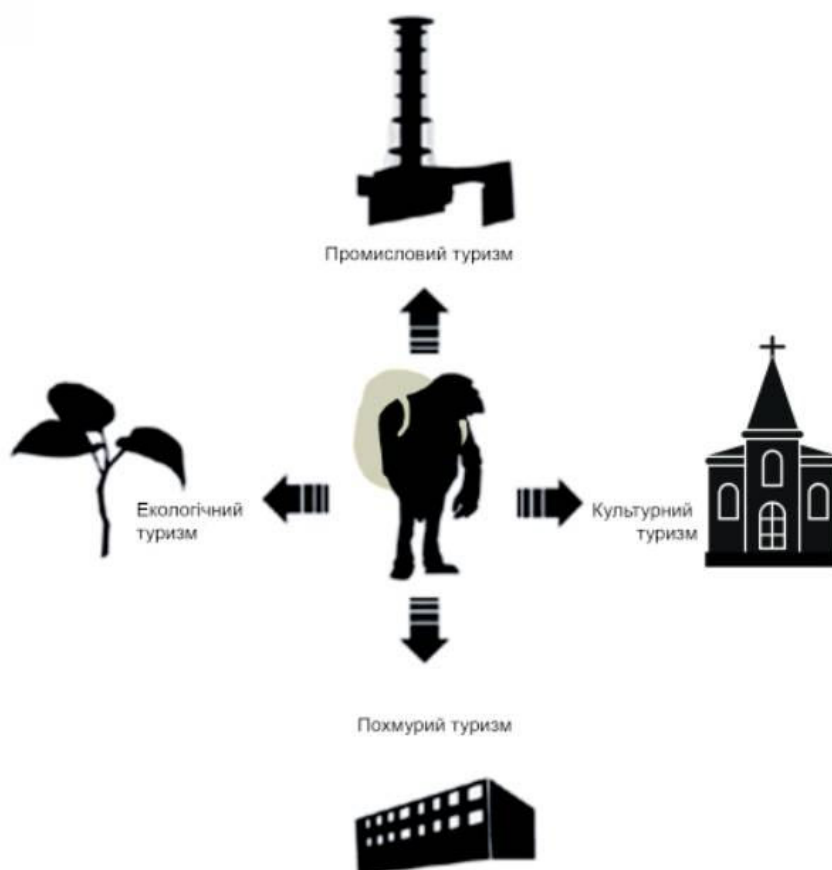 Промисловий туризм
Екологічний
туризм
Культурний
туризм
Похмурий туризм